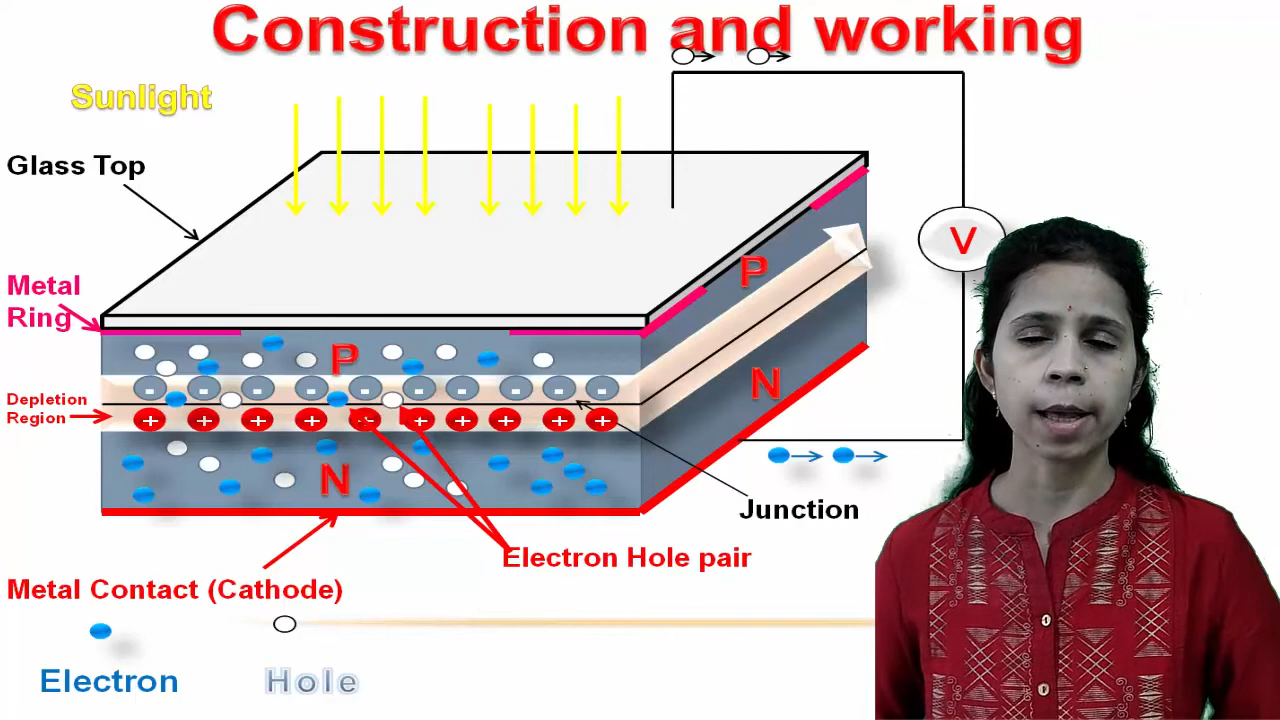 Construction and working
Sunlight
Glass Top
V
P
Metal
Ring
P
Depletion
Region
- - - - - - - - - -
+ + + + + + + + + +
N
N
Junction
Electron Hole pair
Metal Contact (Cathode)
Electron
Hole